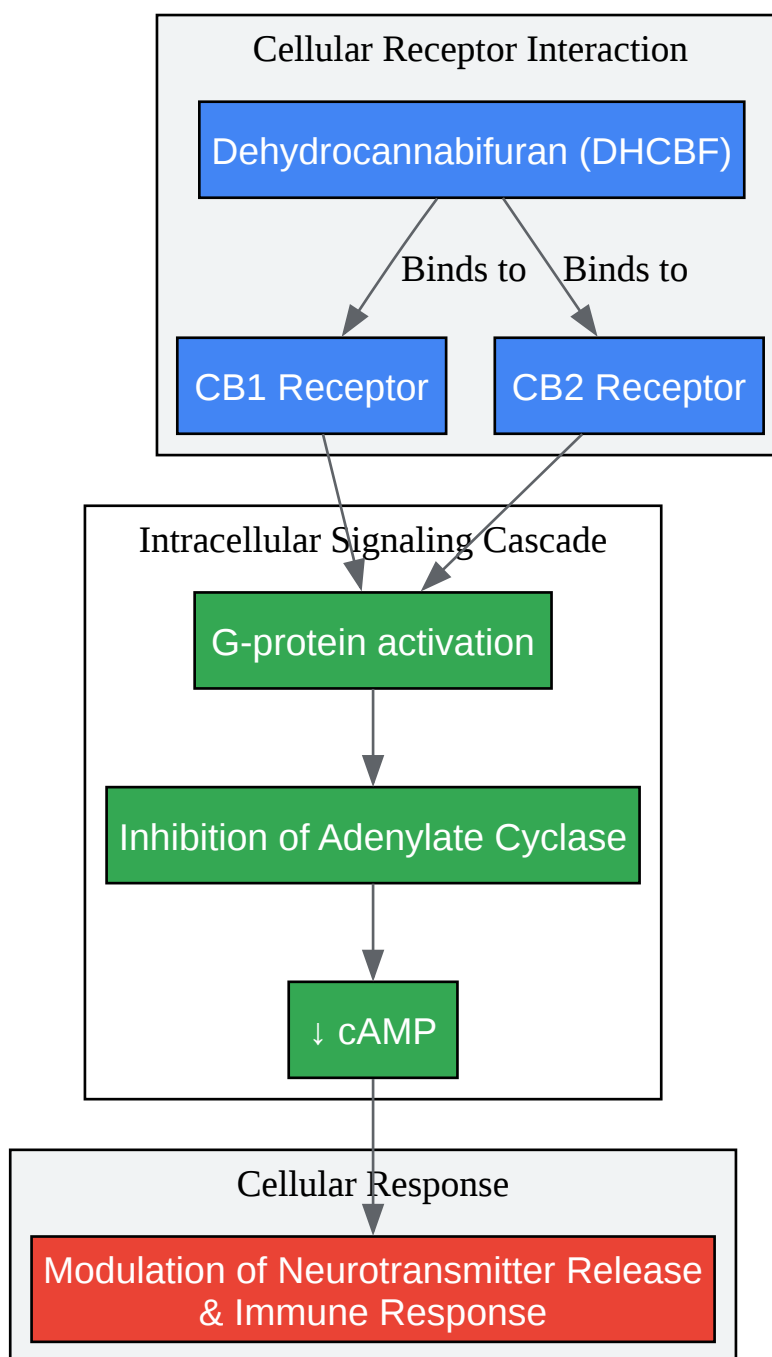 Cellular Receptor Interaction
Dehydrocannabifuran (DHCBF)
Binds to
Binds to
CB1 Receptor
CB2 Receptor
Intracellular Signaling Cascade
G-protein activation
Inhibition of Adenylate Cyclase
↓ cAMP
Cellular Response
Modulation of Neurotransmitter Release
& Immune Response